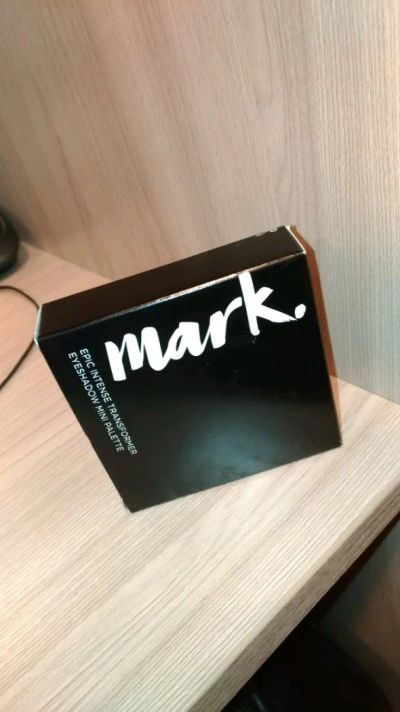 mark.
EPIC INTENSE TRANSFORMER
EYESHADOW MINI PALETTE